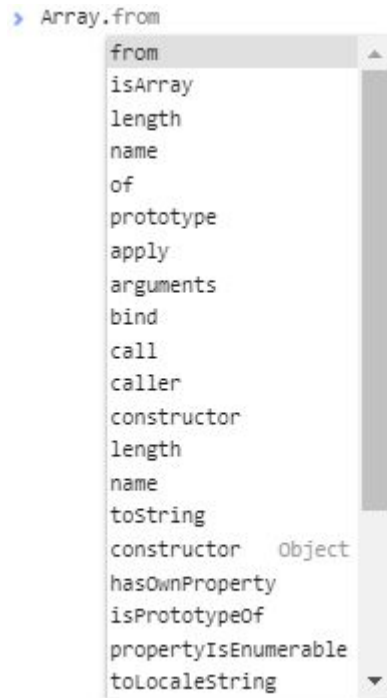 > Array.from
from
isArray
length
name
of
prototype
apply
arguments
bind
call
caller
constructor
length
name
toString
constructor Object
hasOwnProperty
isPrototypeOf
propertyIsEnumerable
toLocaleString